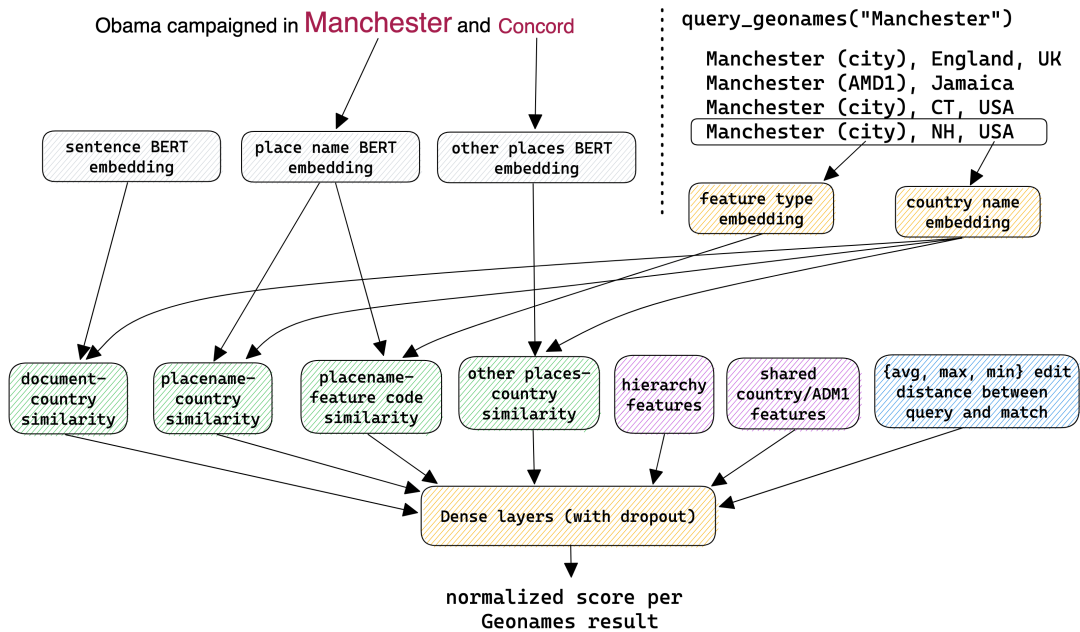 Obama campaigned in Manchester and Concord
query_geonames("Manchester")
Manchester (city), England, UK
Manchester (AMD1), Jamaica
Manchester (city), CT, USA
Manchester (city), NH, USA
sentence BERT
embedding
place name BERT
embedding
other places BERT
embedding
feature type
embedding
country name
embedding
document-
country
similarity
placename-
country
similarity
placename-
feature code
similarity
other places-
country
similarity
hierarchy
features
shared
country/ADM1
features
{avg, max, min} edit
distance between
query and match
Dense layers (with dropout)
normalized score per
Geonames result